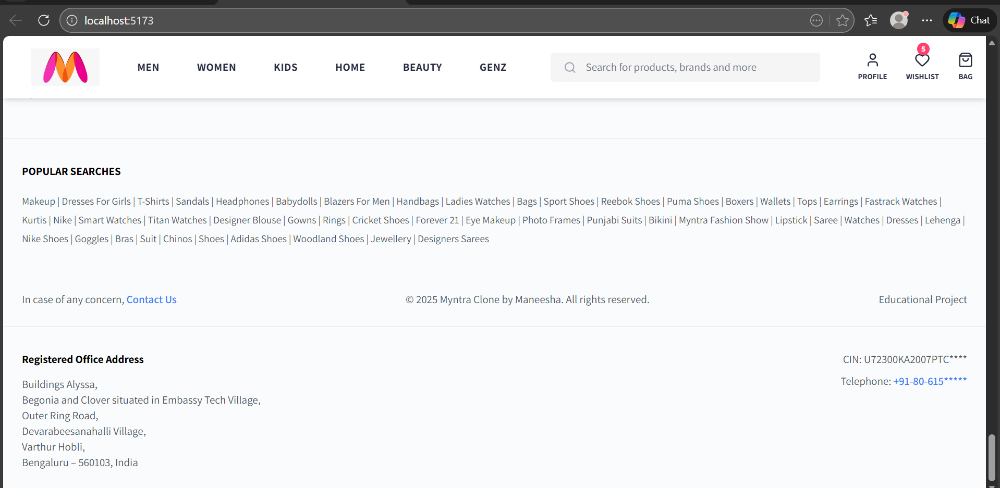 localhost:5173
Chat
MEN WOMEN KIDS HOME BEAUTY GENZ
Search for products, brands and more
5
PROFILE WISHLIST BAG
POPULAR SEARCHES
Makeup | Dresses For Girls | T-Shirts | Sandals | Headphones | Babydolls | Blazers For Men | Handbags | Ladies Watches | Bags | Sport Shoes | Reebok Shoes | Puma Shoes | Boxers | Wallets | Tops | Earrings | Fastrack Watches |
Kurtis | Nike | Smart Watches | Titan Watches | Designer Blouse | Gowns | Rings | Cricket Shoes | Forever 21 | Eye Makeup | Photo Frames | Punjabi Suits | Bikini | Myntra Fashion Show | Lipstick | Saree | Watches | Dresses | Lehenga |
Nike Shoes | Goggles | Bras | Suit | Chinos | Shoes | Adidas Shoes | Woodland Shoes | Jewellery | Designers Sarees
In case of any concern, Contact Us
© 2025 Myntra Clone by Maneesha. All rights reserved.
Educational Project
Registered Office Address
Buildings Alyssa,
Begonia and Clover situated in Embassy Tech Village,
Outer Ring Road,
Devarabeesanahalli Village,
Varthur Hobli,
Bengaluru – 560103, India
CIN: U72300KA2007PTC****
Telephone: +91-80-615*****